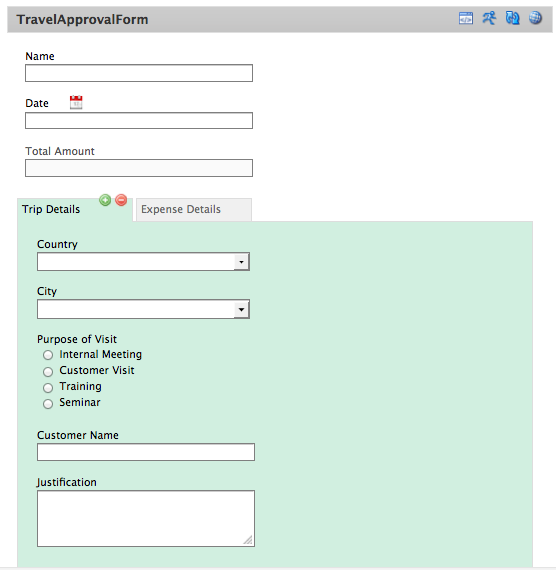 TravelApprovalForm
Name
Date
Total Amount
Trip Details
Expense Details
Country
City
Purpose of Visit
Internal Meeting
Customer Visit
Training
Seminar
Customer Name
Justification